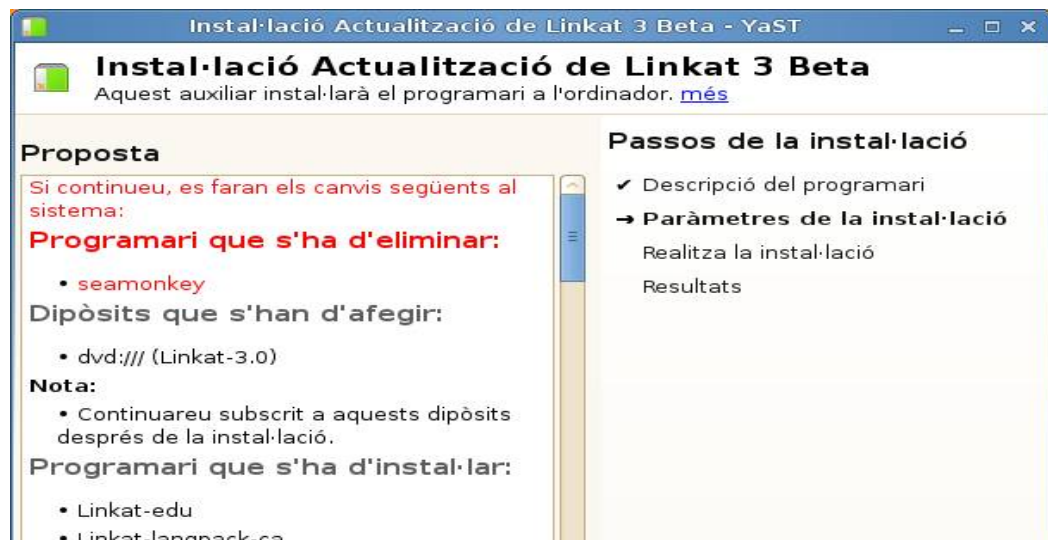 Instal·lació Actualització de Linkat 3 Beta - YaST
Instal·lació Actualització de Linkat 3 Beta
Aquest auxiliar instal·larà el programari a l'ordinador. més
Proposta
Si continueu, es faran els canvis següents al
sistema:
Programari que s'ha d'eliminar:
• seamonkey
Dipòsits que s'han d'afegir:
• dvd:/// (Linkat-3.0)
Nota:
• Continuareu subscrit a aquests dipòsits
després de la instal·lació.
Programari que s'ha d'instal·lar:
• Linkat-edu
• Linkat-langpack-ca
Passos de la instal·lació
✔ Descripció del programari
→ Paràmetres de la instal·lació
Realitza la instal·lació
Resultats